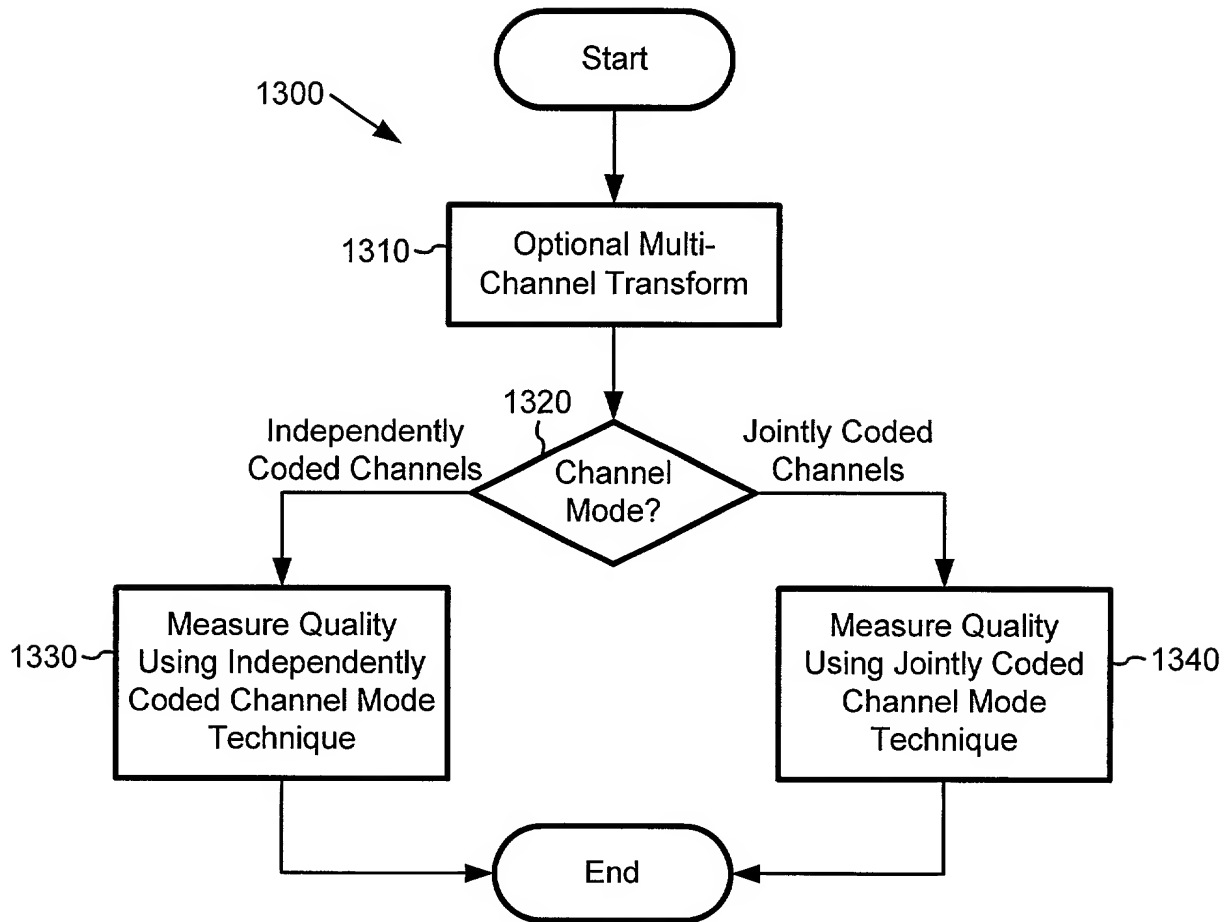 Start
1300
1310
Optional Multi-
Channel Transform
1320
Independently
Coded Channels
Channel
Mode?
Jointly Coded
Channels
1330
Measure Quality
Using Independently
Coded Channel Mode
Technique
Measure Quality
Using Jointly Coded
Channel Mode
Technique
1340
End